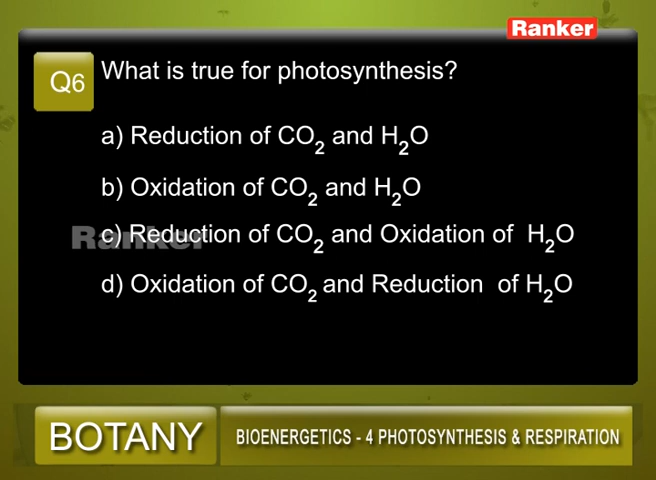 Ranker
Q6 What is true for photosynthesis?
a) Reduction of CO₂ and H₂O
b) Oxidation of CO₂ and H₂O
Ranker
c) Reduction of CO₂ and Oxidation of H₂O
d) Oxidation of CO₂ and Reduction of H₂O
BOTANY
BIOENERGETICS - 4 PHOTOSYNTHESIS & RESPIRATION